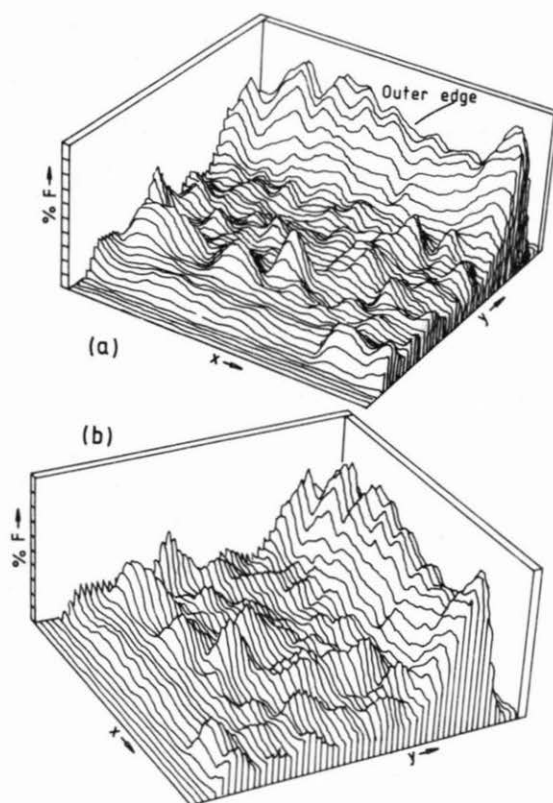 Outer edge
% F →
(a)
x →
y →
(b)
% F →
x →
y →